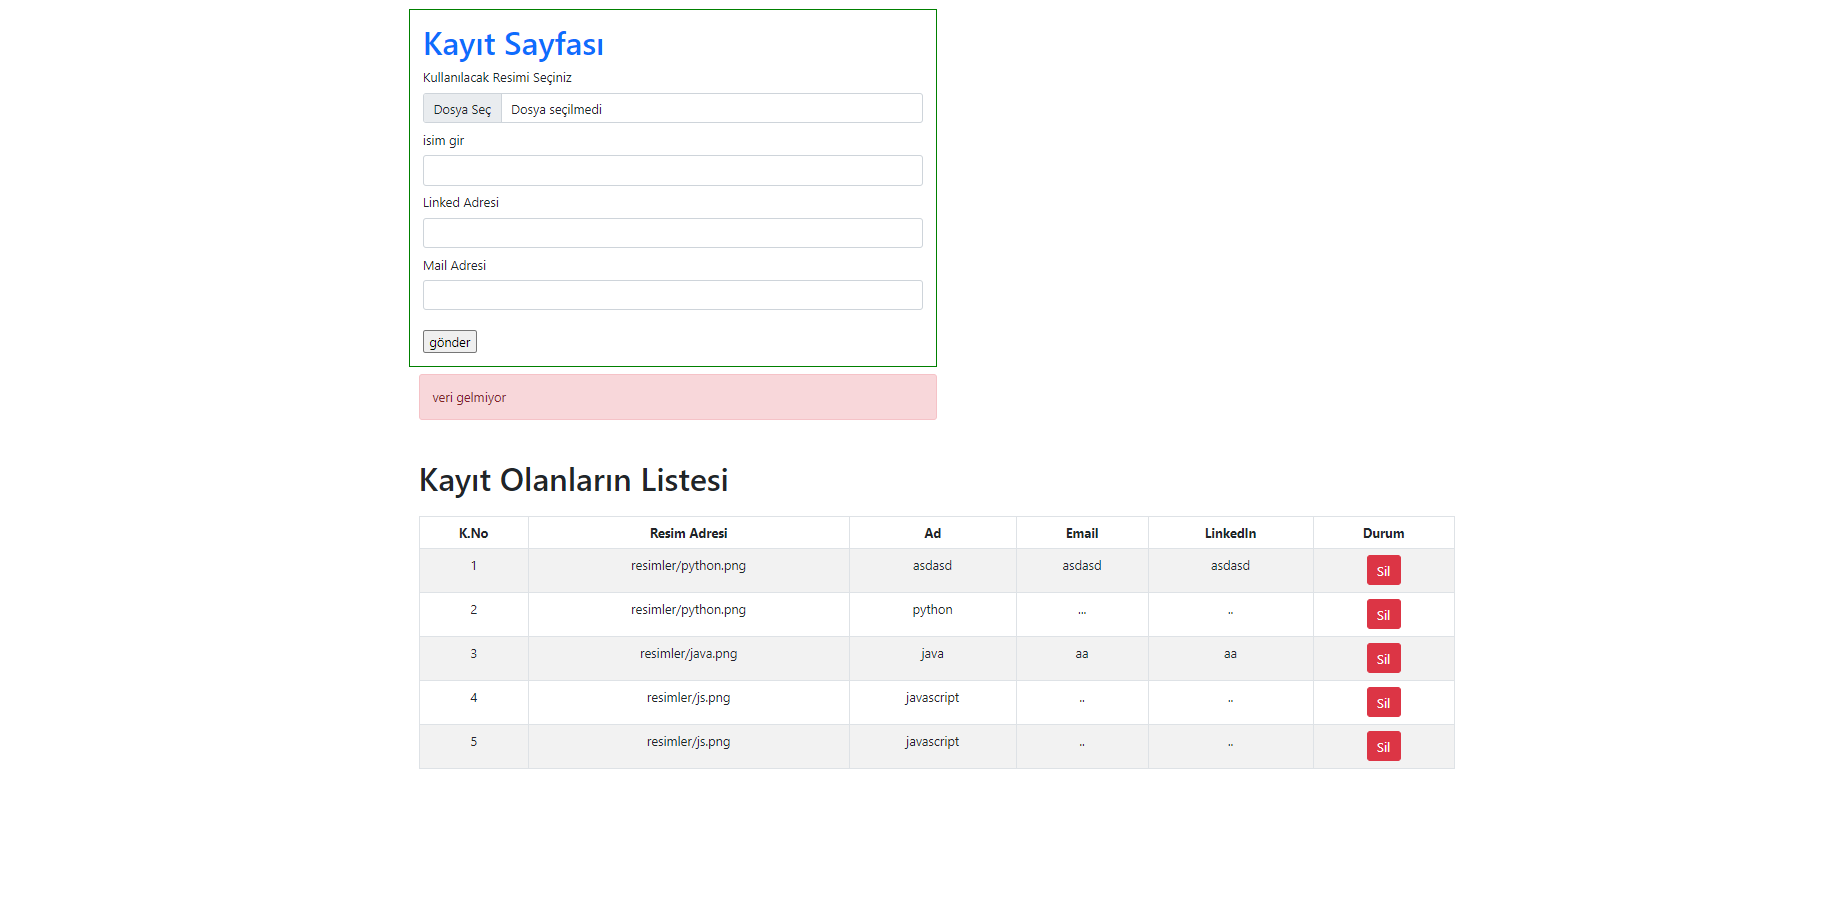 Kayıt Sayfası
Kullanılacak Resimi Seçiniz
Dosya Seç Dosya seçilmedi
isim gir
Linked Adresi
Mail Adresi
gönder
veri gelmiyor
Kayıt Olanların Listesi
K.No Resim Adresi Ad Email LinkedIn Durum
1 resimler/python.png asdasd asdasd asdasd Sil
2 resimler/python.png python ... .. Sil
3 resimler/java.png java aa aa Sil
4 resimler/js.png javascript .. .. Sil
5 resimler/js.png javascript .. .. Sil